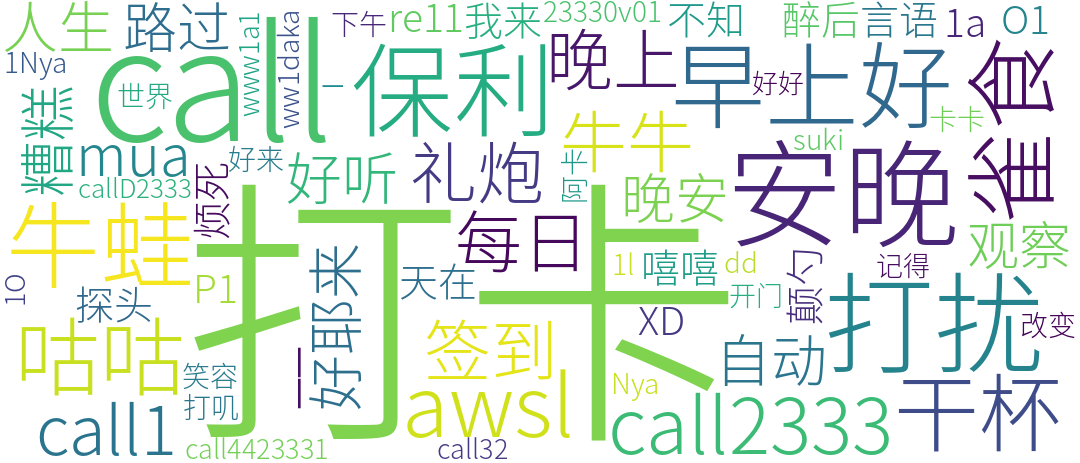 人生
路过
下午
re11
我来
23330v01
不知
醉后
言语
1a
O1
1Nya
call
世界
www1a1
ww1daka
一
保利
晚上
早上好
好好
卡卡
雀食
糟糕
mua
好来
callD2333
烦死
好听
礼炮
牛牛
阿卡
suki
安晚
晚安
每日
观察
牛蛙
打卡
1O
探头
P1
好耶来
天在
1l
嘻嘻
dd
开门
颠勺
记得
打扰
改变
咕咕
笑容
打叽
一一
签到
XD
自动
Nya
干杯
call1
awsl
call2333
call4423331
call32